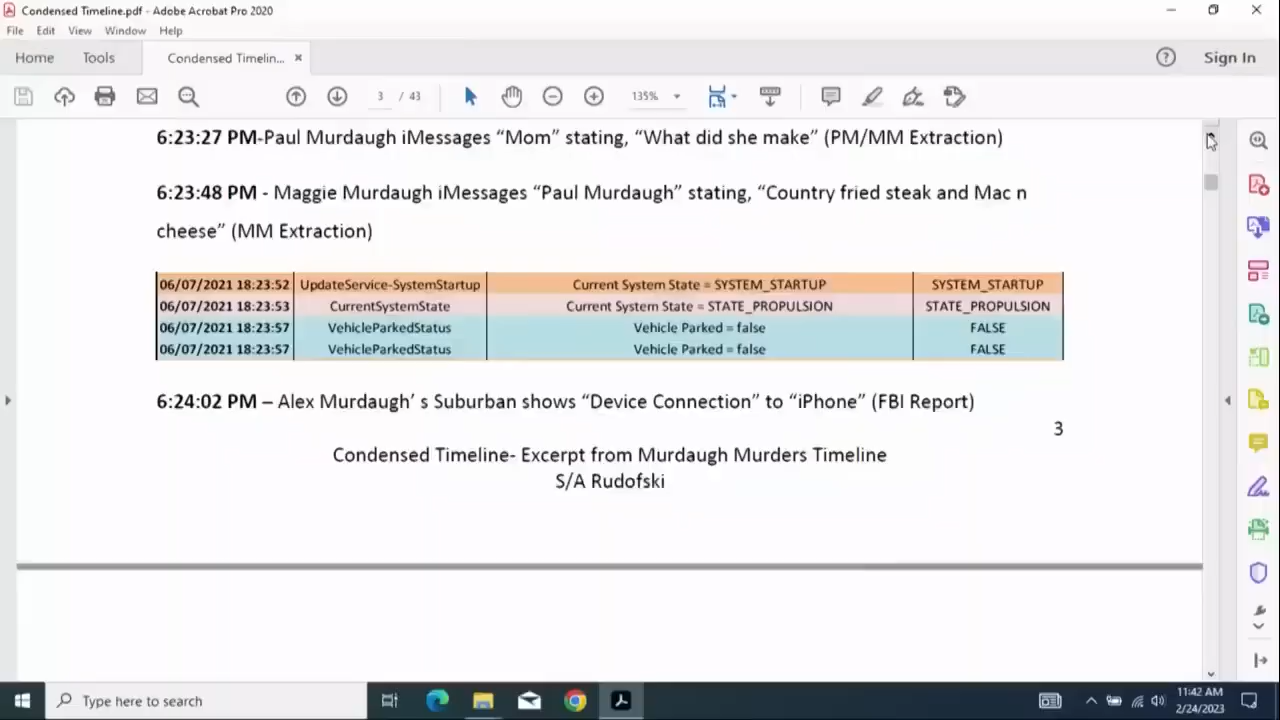 Condensed Timeline.pdf - Adobe Acrobat Pro 2020
File Edit View Window Help
Home Tools Condensed Timelin... × Sign In
3 / 43 135%
6:23:27 PM-Paul Murdaugh iMessages “Mom” stating, “What did she make” (PM/MM Extraction)
6:23:48 PM - Maggie Murdaugh iMessages “Paul Murdaugh” stating, “Country fried steak and Mac n
cheese” (MM Extraction)
06/07/2021 18:23:52 UpdateService-SystemStartup Current System State = SYSTEM_STARTUP SYSTEM_STARTUP
06/07/2021 18:23:53 CurrentSystemState Current System State = STATE_PROPULSION STATE_PROPULSION
06/07/2021 18:23:57 VehicleParkedStatus Vehicle Parked = false FALSE
06/07/2021 18:23:57 VehicleParkedStatus Vehicle Parked = false FALSE
6:24:02 PM – Alex Murdaugh’ s Suburban shows “Device Connection” to “iPhone” (FBI Report)
3
Condensed Timeline- Excerpt from Murdaugh Murders Timeline
S/A Rudofski
Type here to search
11:42 AM
2/24/2023